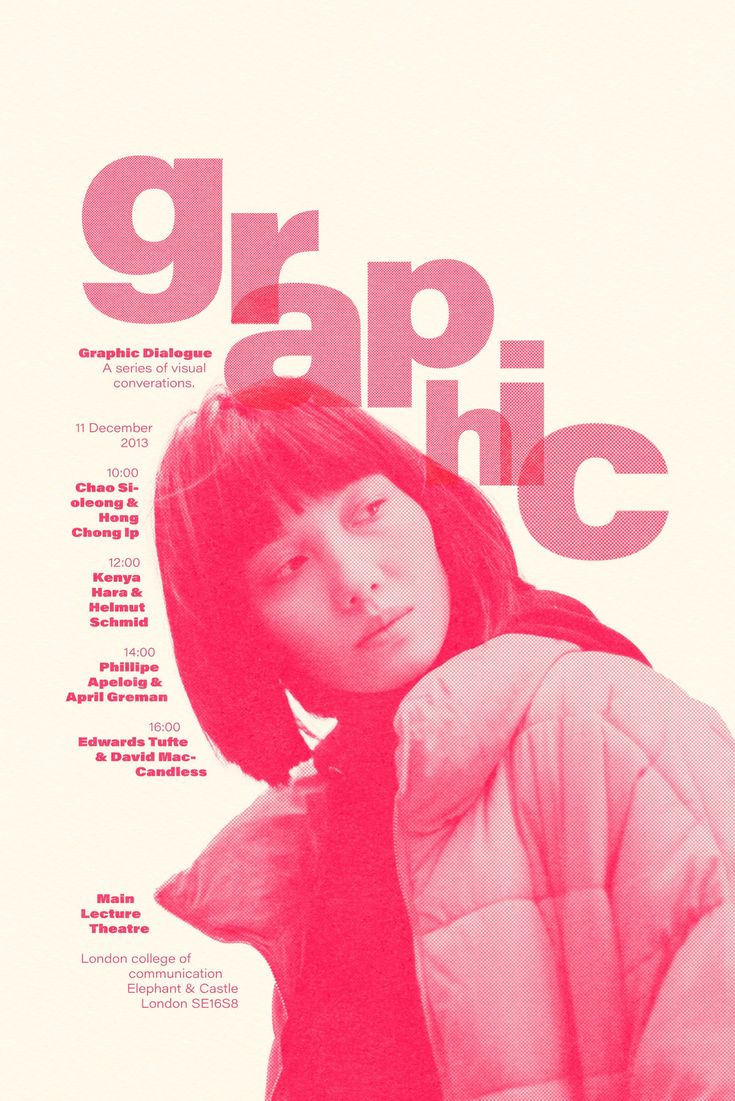 graphic
Graphic Dialogue
A series of visual
converations.
11 December
2013
10:00
Chao Si-
oleong &
Hong
Chong Ip
12:00
Kenya
Hara &
Helmut
Schmid
14:00
Phillipe
Apeloig &
April Greman
16:00
Edwards Tufte
& David Mac-
Candless
Main
Lecture
Theatre
London college of
communication
Elephant & Castle
London SE16S8